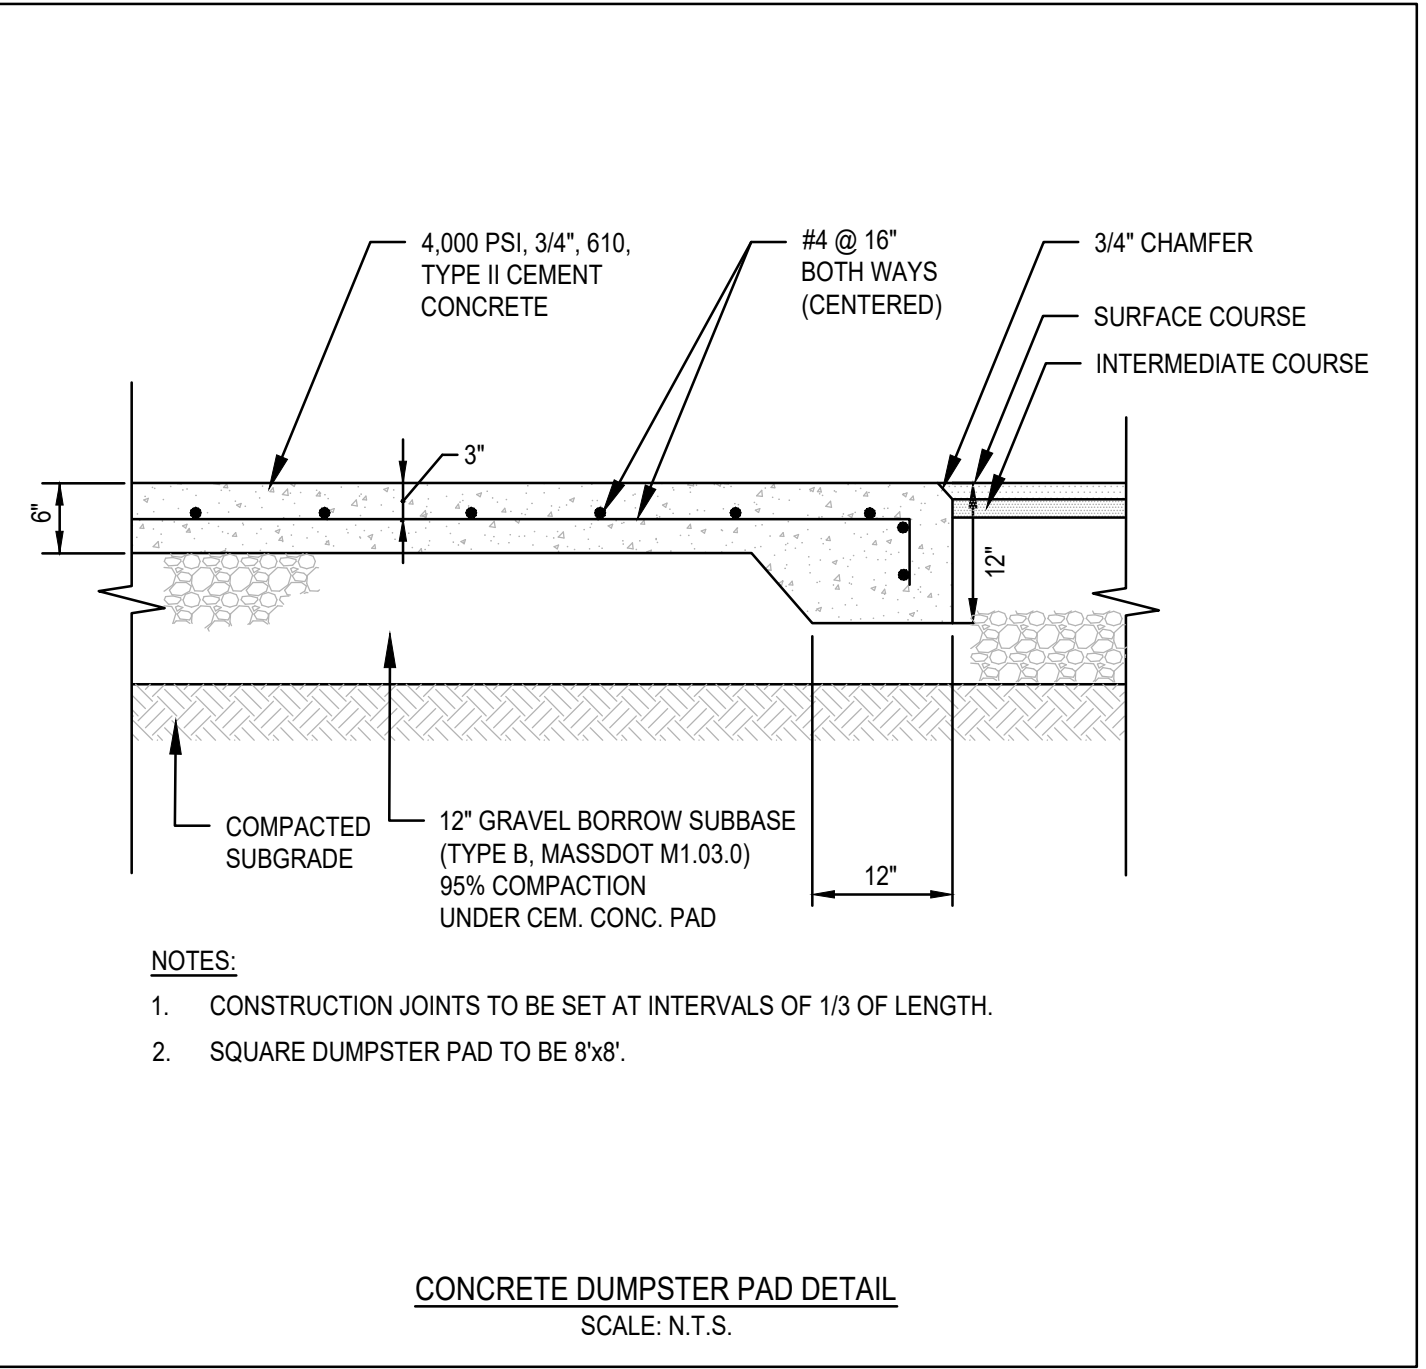 4,000 PSI, 3/4", 610,
TYPE II CEMENT
CONCRETE
#4 @ 16"
BOTH WAYS
(CENTERED)
3/4" CHAMFER
SURFACE COURSE
INTERMEDIATE COURSE
3"
6"
12"
COMPACTED
SUBGRADE
12" GRAVEL BORROW SUBBASE
(TYPE B, MASSDOT M1.03.0)
95% COMPACTION
UNDER CEM. CONC. PAD
12"
NOTES:
1. CONSTRUCTION JOINTS TO BE SET AT INTERVALS OF 1/3 OF LENGTH.
2. SQUARE DUMPSTER PAD TO BE 8'x8'.
CONCRETE DUMPSTER PAD DETAIL
SCALE: N.T.S.